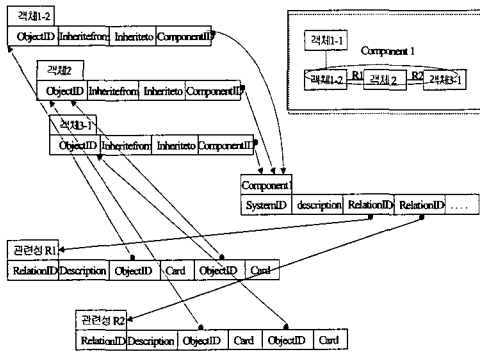 객체1-2
ObjectID Inheritefrom Inheriteto ComponentID
객체2
ObjectID Inheritefrom Inheriteto ComponentID
객체3-1
ObjectID Inheritefrom Inheriteto ComponentID
객체1-1
Component 1
객체1-2 R1 객체 2 R2 객체3-1
Component1
SystemID description RelationID RelationID ....
관련성 R1
RelationID Description ObjectID Card ObjectID Card
관련성 R2
RelationID Description ObjectID Card ObjectID Card